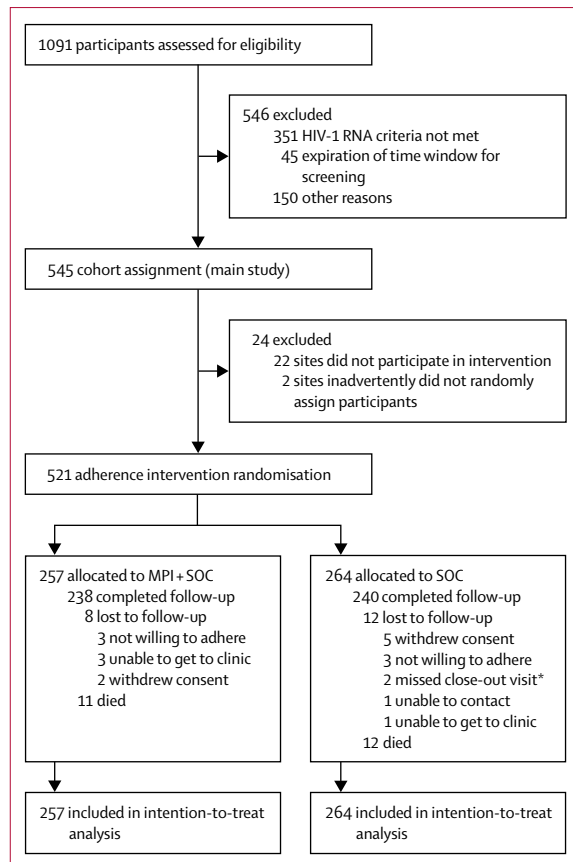 1091 participants assessed for eligibility
546 excluded
351 HIV-1 RNA criteria not met
45 expiration of time window for
screening
150 other reasons
545 cohort assignment (main study)
24 excluded
22 sites did not participate in intervention
2 sites inadvertently did not randomly
assign participants
521 adherence intervention randomisation
257 allocated to MPI + SOC
238 completed follow-up
8 lost to follow-up
3 not willing to adhere
3 unable to get to clinic
2 withdrew consent
11 died
264 allocated to SOC
240 completed follow-up
12 lost to follow-up
5 withdrew consent
3 not willing to adhere
2 missed close-out visit*
1 unable to contact
1 unable to get to clinic
12 died
257 included in intention-to-treat
analysis
264 included in intention-to-treat
analysis